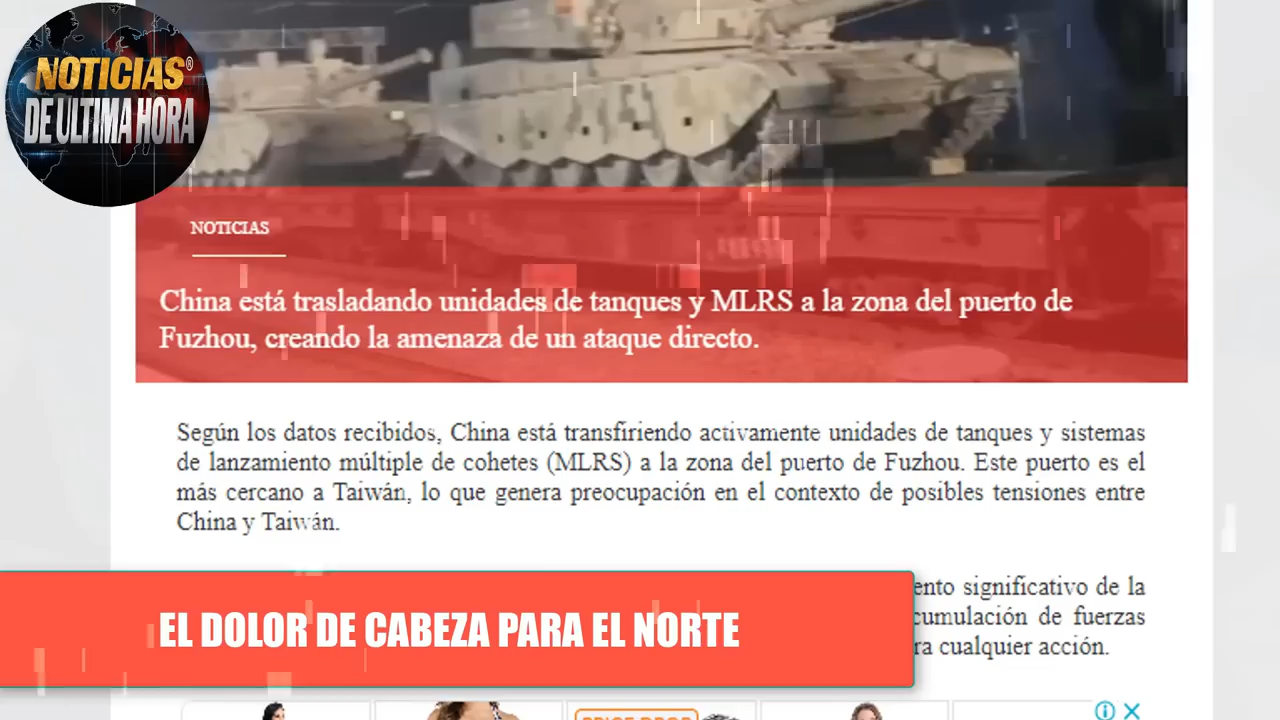 NOTICIAS®
DE ULTIMA HORA
NOTICIAS
China está trasladando unidades de tanques y MLRS a la zona del puerto de
Fuzhou, creando la amenaza de un ataque directo.
Según los datos recibidos, China está transfiriendo activamente unidades de tanques y sistemas
de lanzamiento múltiple de cohetes (MLRS) a la zona del puerto de Fuzhou. Este puerto es el
más cercano a Taiwán, lo que genera preocupación en el contexto de posibles tensiones entre
China y Taiwán.
significativo de la
de fuerzas
cualquier acción.
EL DOLOR DE CABEZA PARA EL NORTE